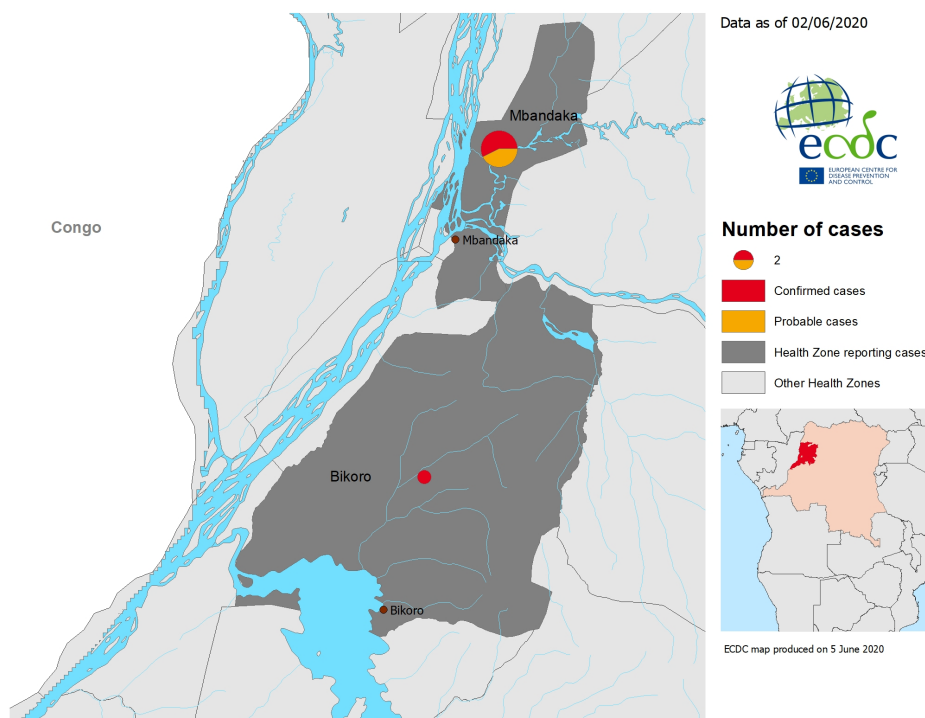 Data as of 02/06/2020
ecdc
EUROPEAN CENTRE FOR
DISEASE PREVENTION
AND CONTROL
Mbandaka
Congo
Mbandaka
Bikoro
Bikoro
Number of cases
2
Confirmed cases
Probable cases
Health Zone reporting cases
Other Health Zones
ECDC map produced on 5 June 2020